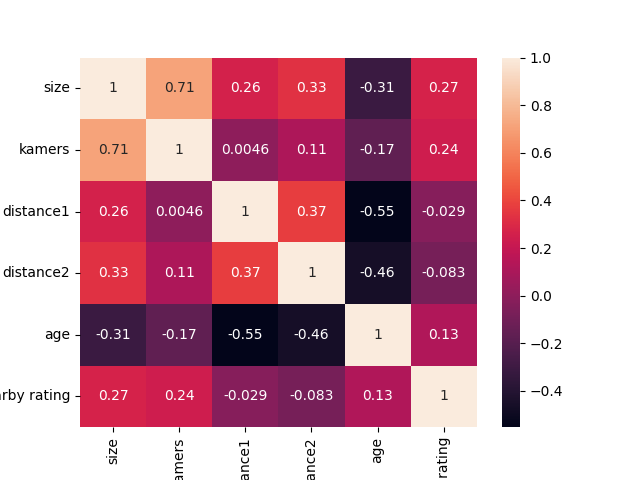 size 1 0.71 0.26 0.33 -0.31 0.27
kamers 0.71 1 0.0046 0.11 -0.17 0.24
distance1 0.26 0.0046 1 0.37 -0.55 -0.029
distance2 0.33 0.11 0.37 1 -0.46 -0.083
age -0.31 -0.17 -0.55 -0.46 1 0.13
arby rating 0.27 0.24 -0.029 -0.083 0.13 1
size
amers
ance1
ance2
age
rating
1.0
0.8
0.6
0.4
0.2
0.0
−0.2
−0.4